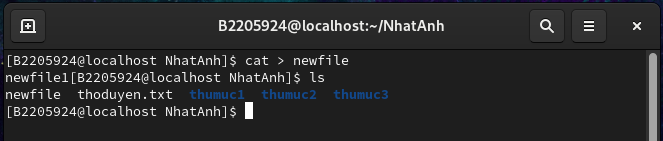 B2205924@localhost:~/NhatAnh
[B2205924@localhost NhatAnh]$ cat > newfile
newfile1[B2205924@localhost NhatAnh]$ ls
newfile  thoduyen.txt  thumuc1  thumuc2  thumuc3
[B2205924@localhost NhatAnh]$